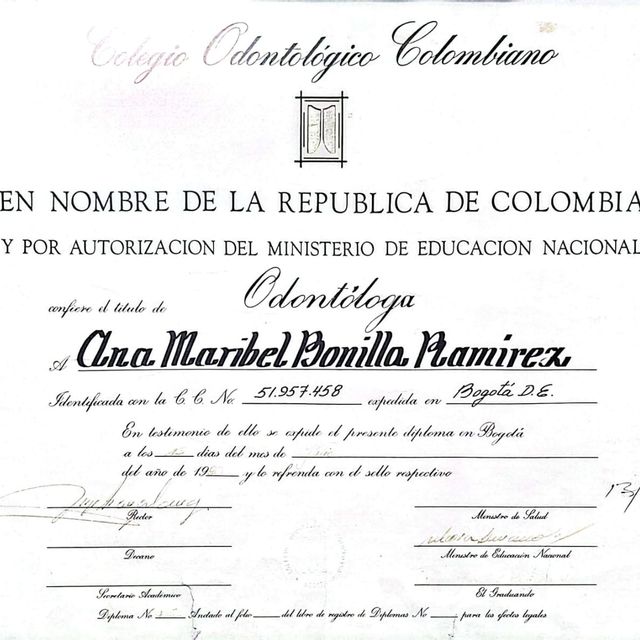 Colegio Odontológico Colombiano
EN NOMBRE DE LA REPUBLICA DE COLOMBIA
Y POR AUTORIZACION DEL MINISTERIO DE EDUCACION NACIONAL
confiere el titulo de Odontóloga
A Ana Maribel Bonilla Ramirez
Identificada con la C.C. No. 51.957.458 expedida en Bogotá D.E.
En testimonio de ello se expide el presente diploma en Bogotá
a los días del mes de
del año de 19 y lo refrenda con el sello respectivo
13/
Rector Ministro de Salud
Decano Ministro de Educación Nacional
Secretario Académico El Graduando
Diploma No. Anotado al folio del libro de registro de Diplomas No. para los efectos legales